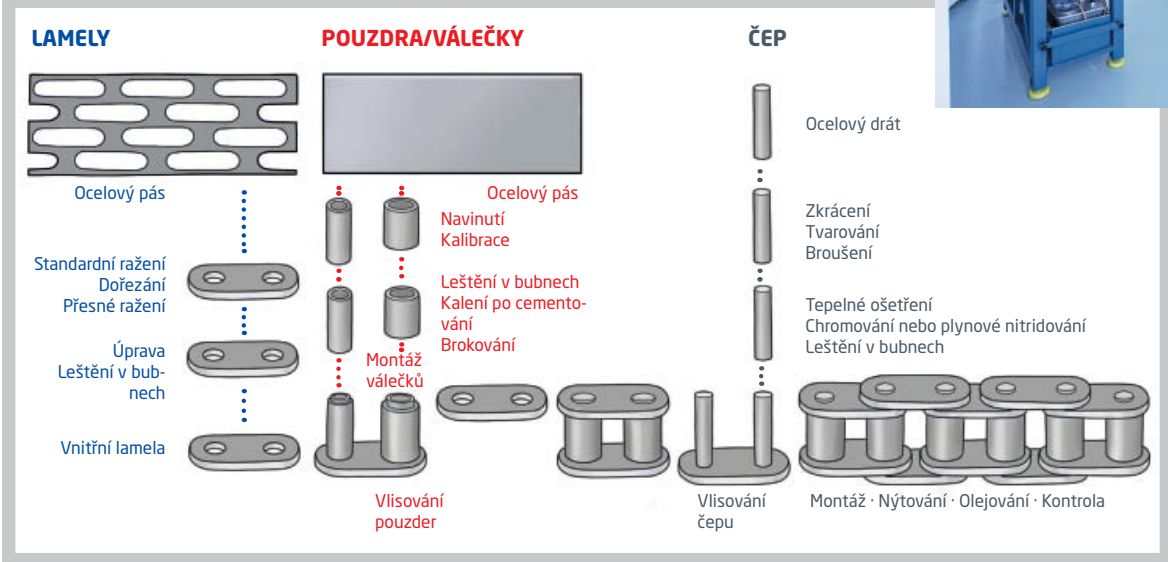 LAMELY
Ocelový pás
Standardní ražení
Dořezání
Přesné ražení
Úprava
Leštění v bub-
nech
Vnitřní lamela
POUZDRA/VÁLEČKY
Ocelový pás
Navinutí
Kalibrace
Leštění v bubnech
Kalení po cemento-
vání
Brokování
Montáž
válečků
Vlisování
pouzder
ČEP
Ocelový drát
Zkrácení
Tvarování
Broušení
Tepelné ošetření
Chromování nebo plynové nitridování
Leštění v bubnech
Vlisování
čepu
Montáž · Nýtování · Olejování · Kontrola